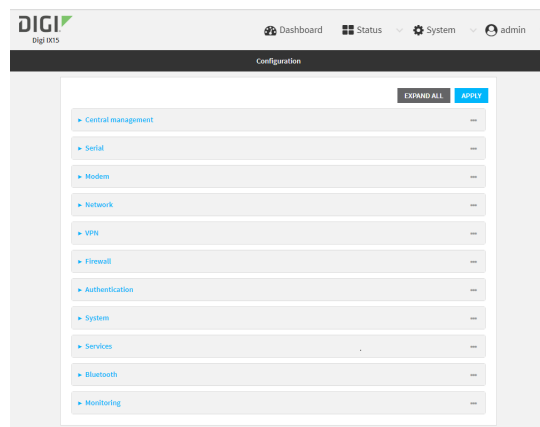 DIGI
Digi IX15
Dashboard Status System admin
Configuration
EXPAND ALL APPLY
Central management
Serial
Modem
Network
VPN
Firewall
Authentication
System
Services
Bluetooth
Monitoring